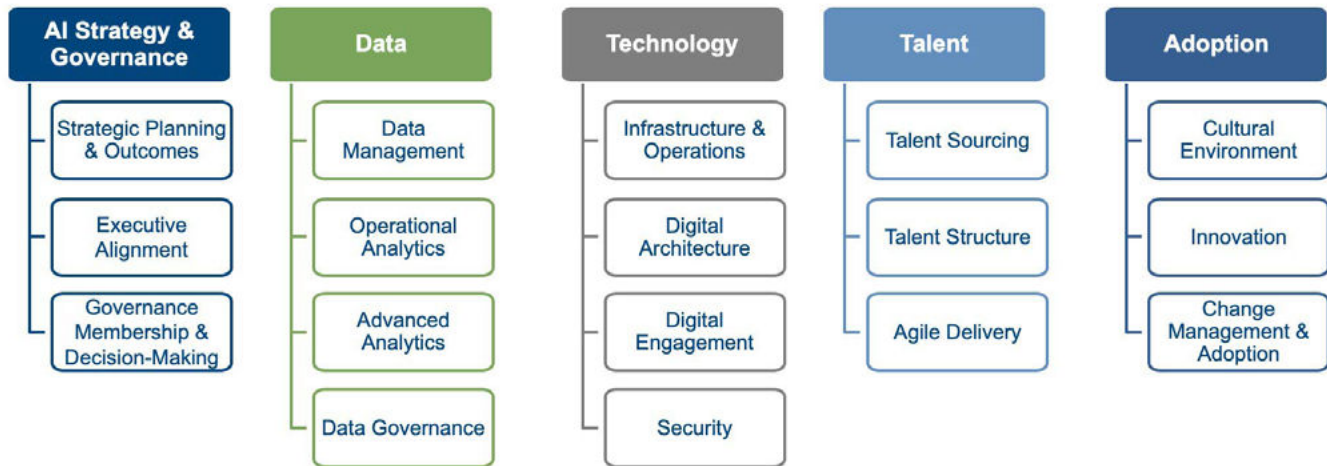 AI Strategy &
Governance
Strategic Planning
& Outcomes
Executive
Alignment
Governance
Membership &
Decision-Making
Data
Data
Management
Operational
Analytics
Advanced
Analytics
Data Governance
Technology
Infrastructure &
Operations
Digital
Architecture
Digital
Engagement
Security
Talent
Talent Sourcing
Talent Structure
Agile Delivery
Adoption
Cultural
Environment
Innovation
Change
Management &
Adoption